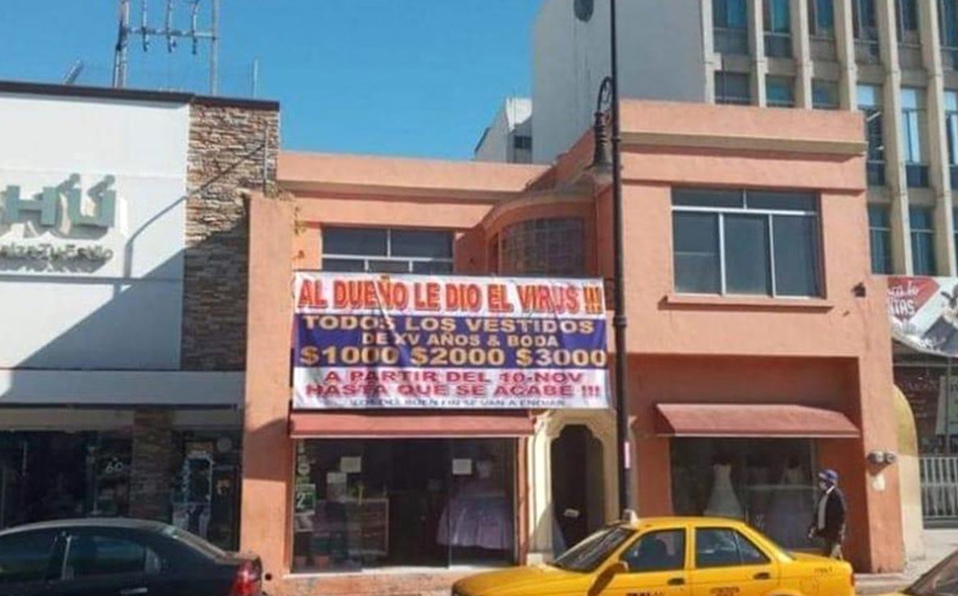 HÚ
AL DUEÑO LE DIO EL VIRUS !!!
TODOS LOS VESTIDOS
DE XV AÑOS & BODA
$1000 $2000 $3000
A PARTIR DEL 10-NOV
HASTA QUE SE ACABE !!!